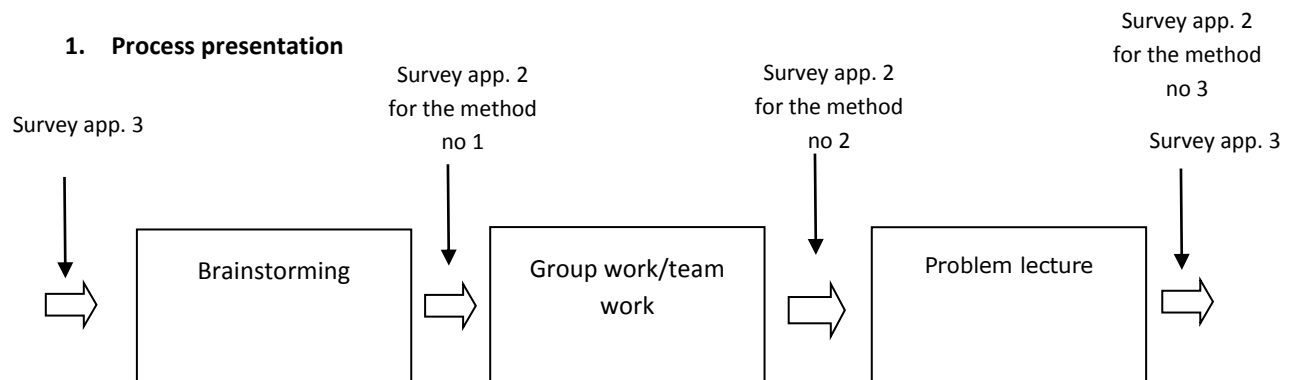 1. Process presentation
Survey app. 3
Survey app. 2
for the method
no 1
Survey app. 2
for the method
no 2
Survey app. 2
for the method
no 3
Survey app. 3
Brainstorming
Group work/team
work
Problem lecture